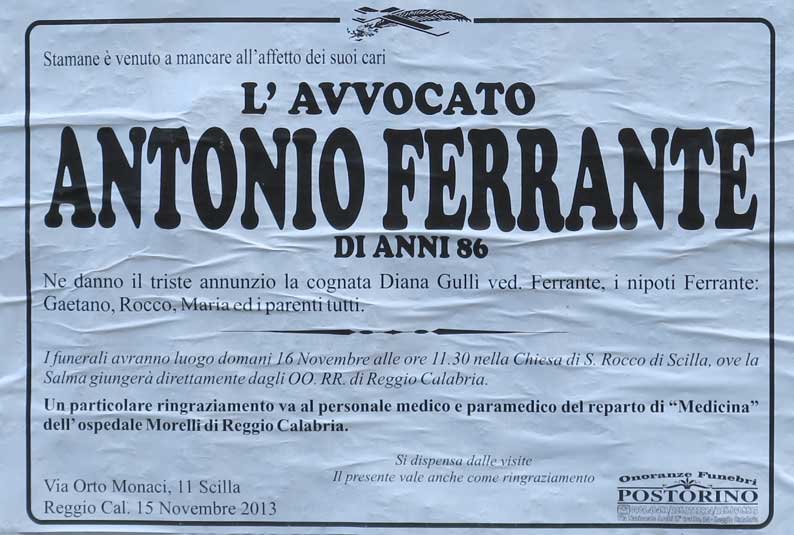 Stamane è venuto a mancare all'affetto dei suoi cari
L' AVVOCATO
ANTONIO FERRANTE
DI ANNI 86
Ne danno il triste annunzio la cognata Diana Gullì ved. Ferrante, i nipoti Ferrante:
Gaetano, Rocco, Maria ed i parenti tutti.
I funerali avranno luogo domani 16 Novembre alle ore 11.30 nella Chiesa di S. Rocco di Scilla, ove la
Salma giungerà direttamente dagli OO. RR. di Reggio Calabria.
Un particolare ringraziamento va al personale medico e paramedico del reparto di “Medicina”
dell'ospedale Morelli di Reggio Calabria.
Si dispensa dalle visite
Il presente vale anche come ringraziamento
Via Orto Monaci, 11 Scilla
Reggio Cal. 15 Novembre 2013
Onoranze Funebri
POSTORINO
Reggio Calabria